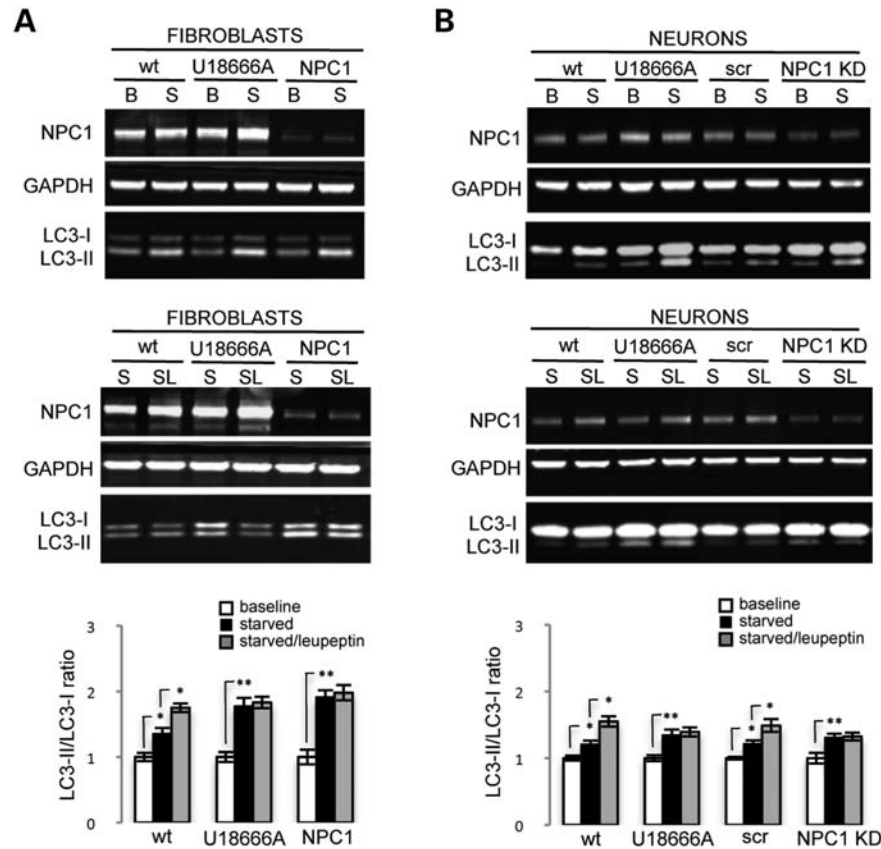 A
FIBROBLASTS
wt U18666A NPC1
B S B S B S
NPC1
GAPDH
LC3-I
LC3-II
FIBROBLASTS
wt U18666A NPC1
S SL S SL S SL
NPC1
GAPDH
LC3-I
LC3-II
baseline
starved
starved/leupeptin
LC3-II/LC3-I ratio
3
2
1
0
* * ** **
wt U18666A NPC1
B
NEURONS
wt U18666A scr NPC1 KD
B S B S B S B S
NPC1
GAPDH
LC3-I
LC3-II
NEURONS
wt U18666A scr NPC1 KD
S SL S SL S SL S SL
NPC1
GAPDH
LC3-I
LC3-II
baseline
starved
starved/leupeptin
LC3-II/LC3-I ratio
3
2
1
0
* * ** * * **
wt U18666A scr NPC1 KD